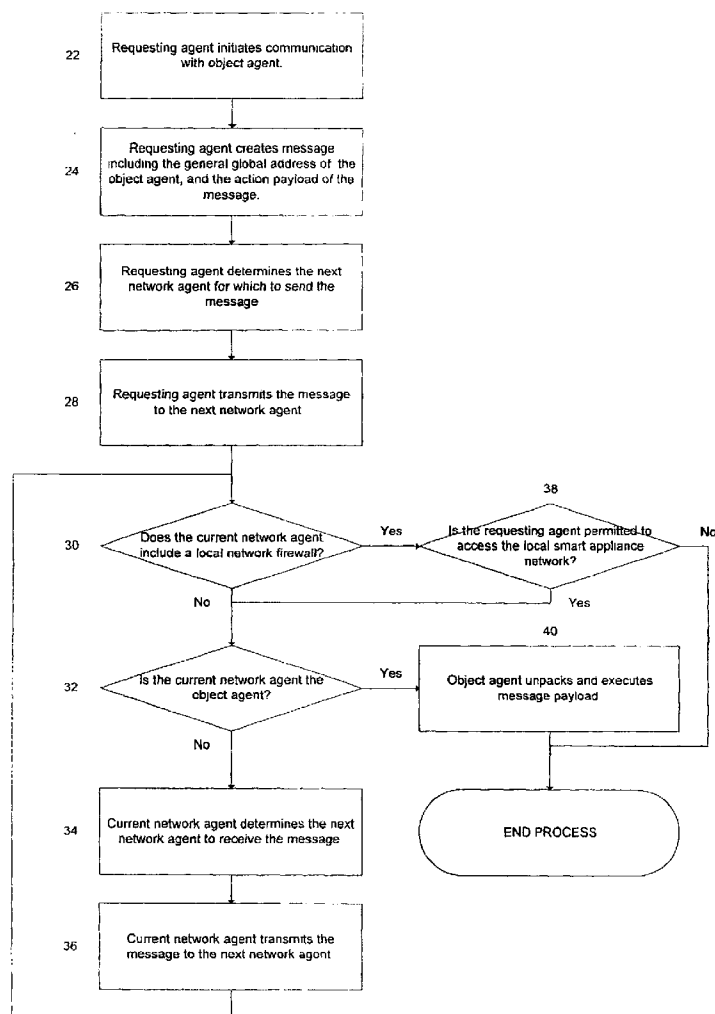 22
Requesting agent initiates communication
with object agent.
24
Requesting agent creates message
including the general global address of the
object agent, and the action payload of the
message.
26
Requesting agent determines the next
network agent for which to send the
message
28
Requesting agent transmits the message
to the next network agent
30
Does the current network agent
include a local network firewall?
Yes
38
Is the requesting agent permitted to
access the local smart appliance
network?
No
No
Yes
32
Is the current network agent the
object agent?
Yes
40
Object agent unpacks and executes
message payload
No
34
Current network agent determines the next
network agent to receive the message
END PROCESS
36
Current network agent transmits the
message to the next network agent